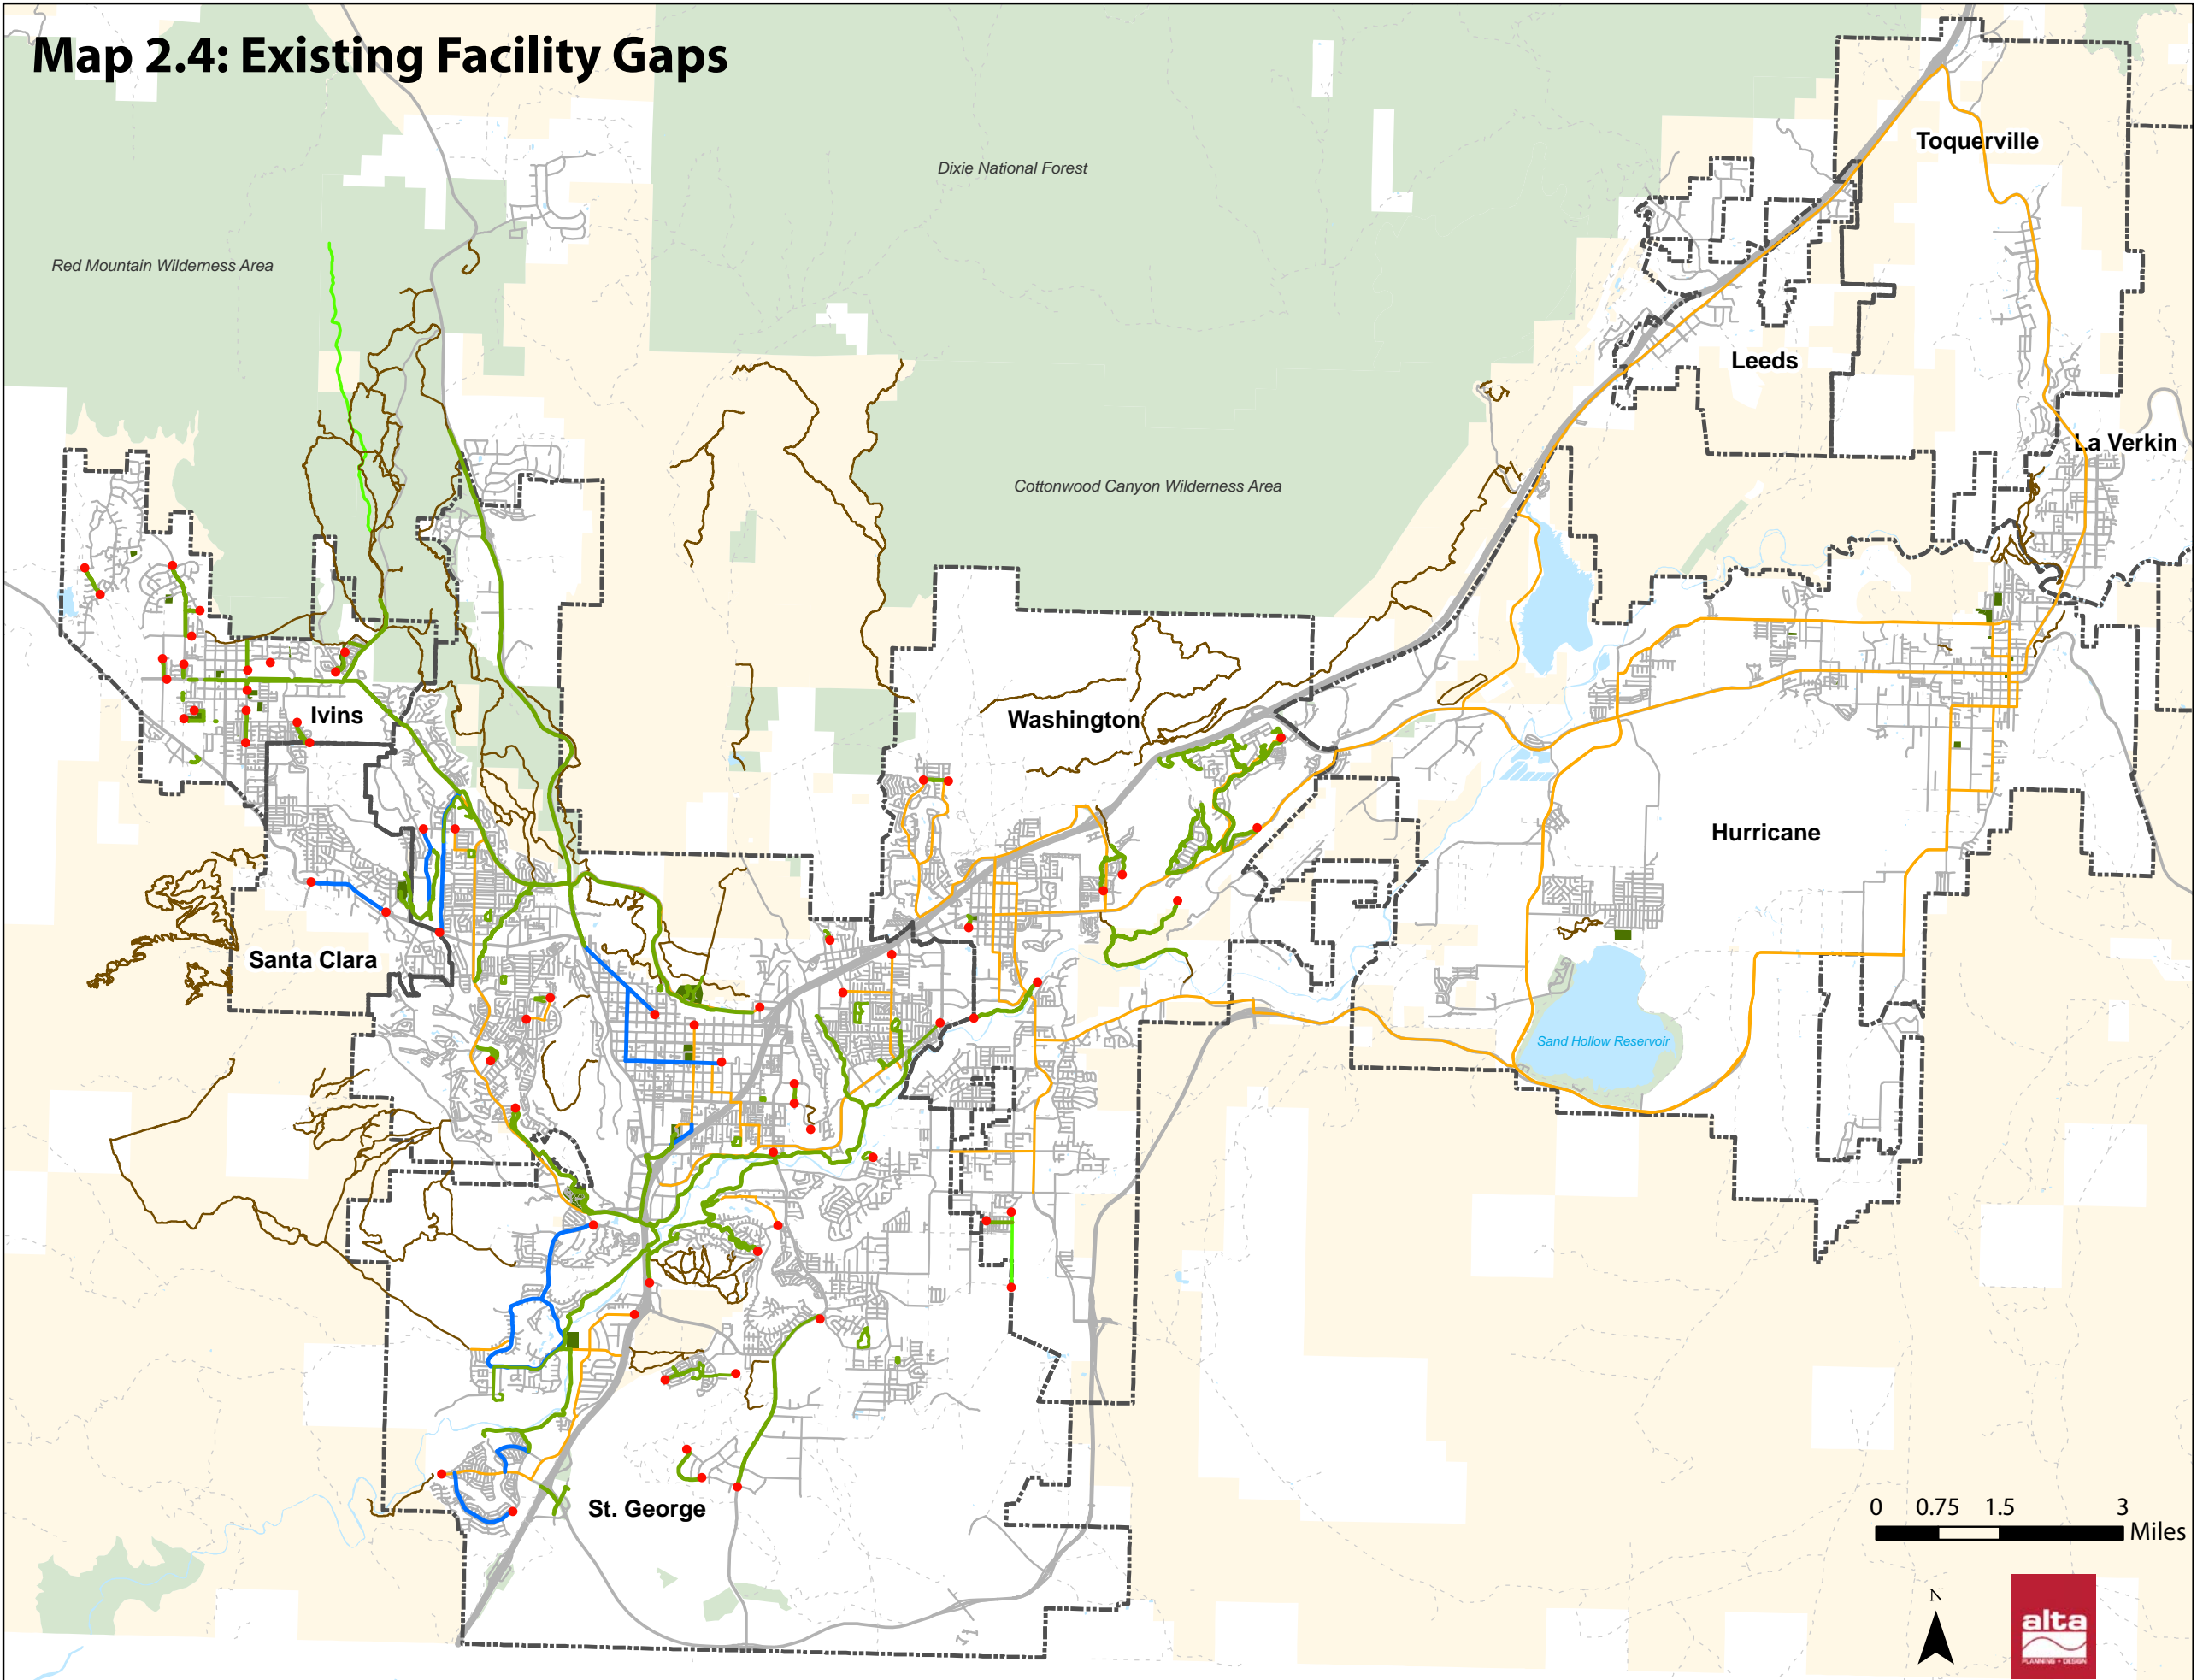 Map 2.4: Existing Facility Gaps
Toquerville
Dixie National Forest
Red Mountain Wilderness Area
Leeds
La Verkin
Cottonwood Canyon Wilderness Area
Ivins
Washington
Hurricane
Santa Clara
Sand Hollow Reservoir
St. George
0 0.75 1.5 3
Miles
N
alta
PLANNING + DESIGN